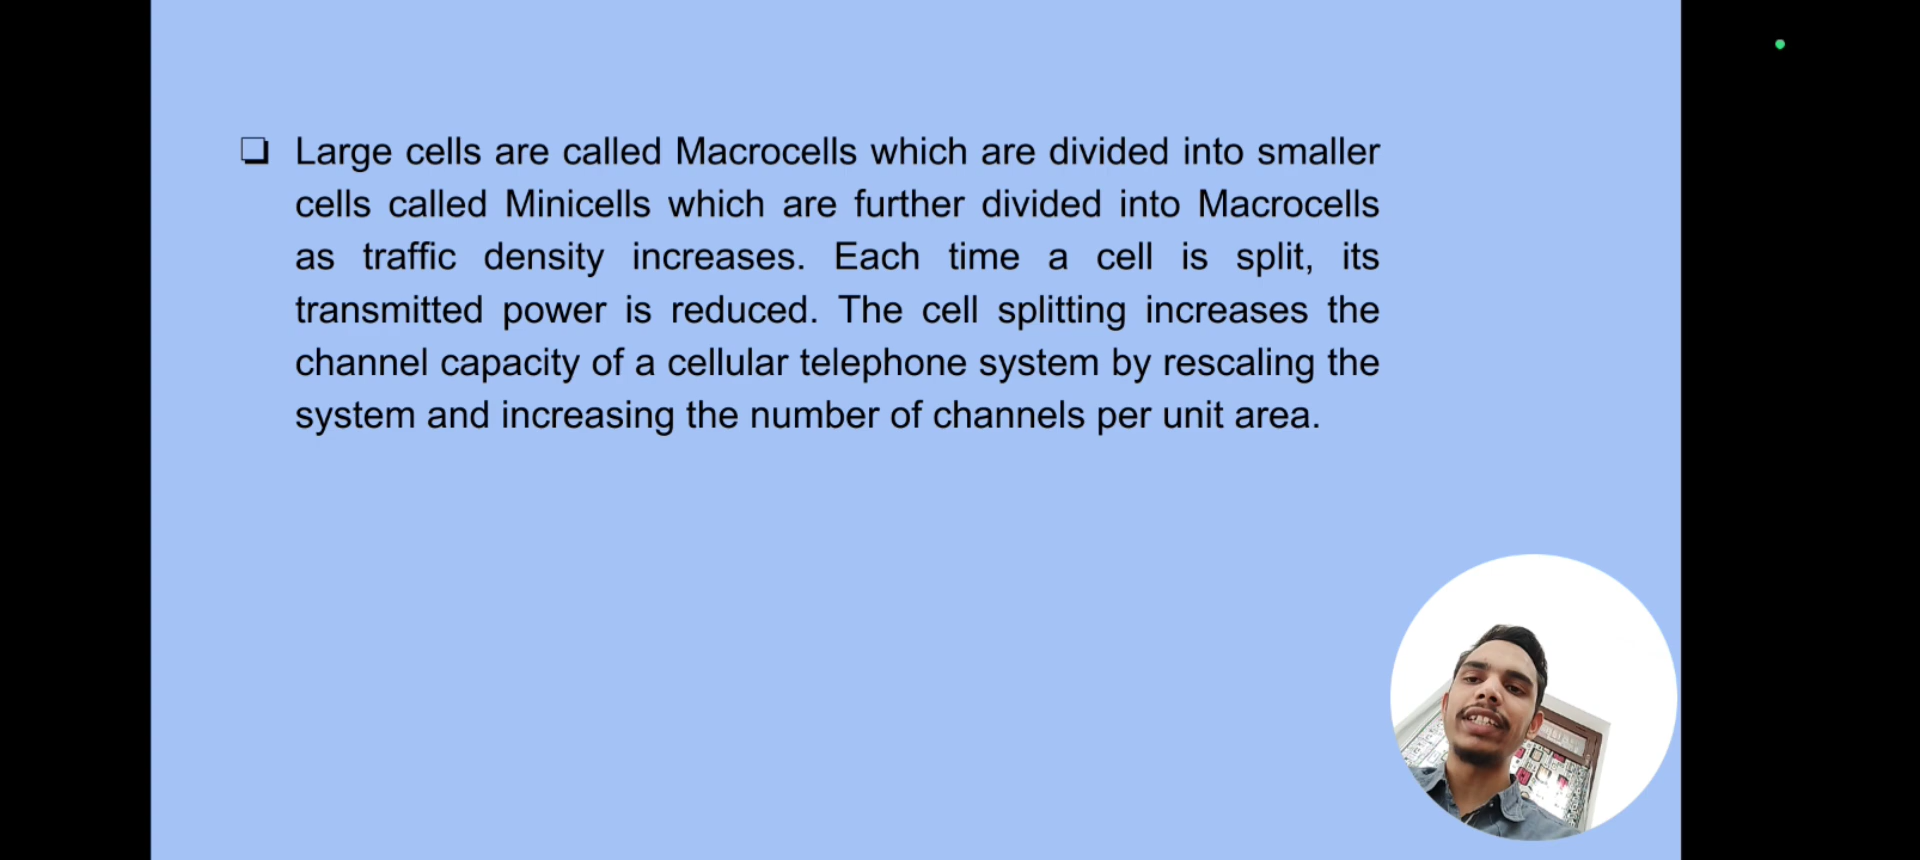 Large cells are called Macrocells which are divided into smaller
cells called Minicells which are further divided into Macrocells
as traffic density increases. Each time a cell is split, its
transmitted power is reduced. The cell splitting increases the
channel capacity of a cellular telephone system by rescaling the
system and increasing the number of channels per unit area.